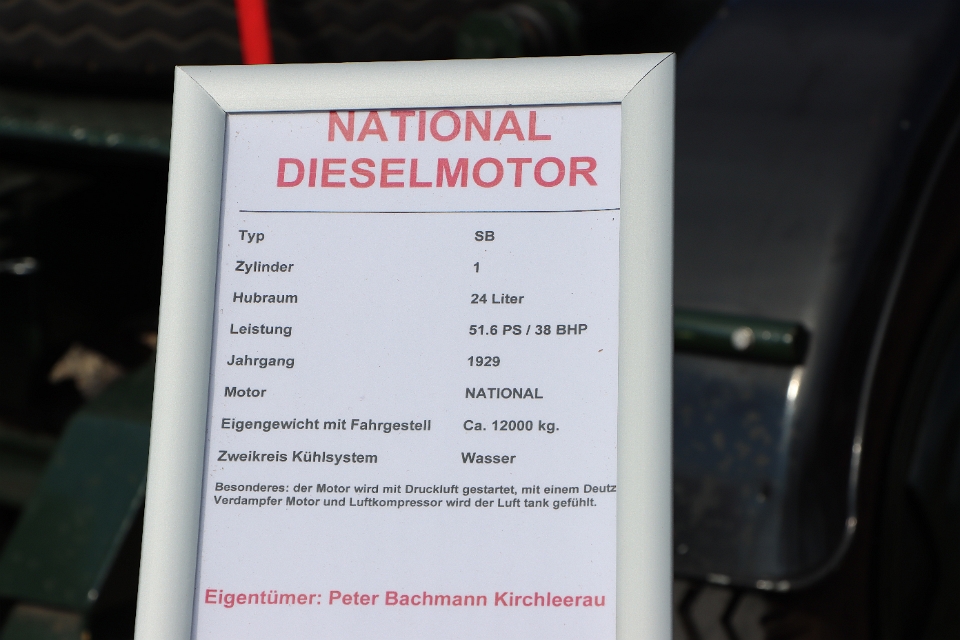 NATIONAL
DIESELMOTOR
Typ SB
Zylinder 1
Hubraum 24 Liter
Leistung 51.6 PS / 38 BHP
Jahrgang 1929
Motor NATIONAL
Eigengewicht mit Fahrgestell Ca. 12000 kg.
Zweikreis Kühlsystem Wasser
Besonderes: der Motor wird mit Druckluft gestartet, mit einem Deutz
Verdampfer Motor und Luftkompressor wird der Luft tank gefühlt.
Eigentümer: Peter Bachmann Kirchleerau